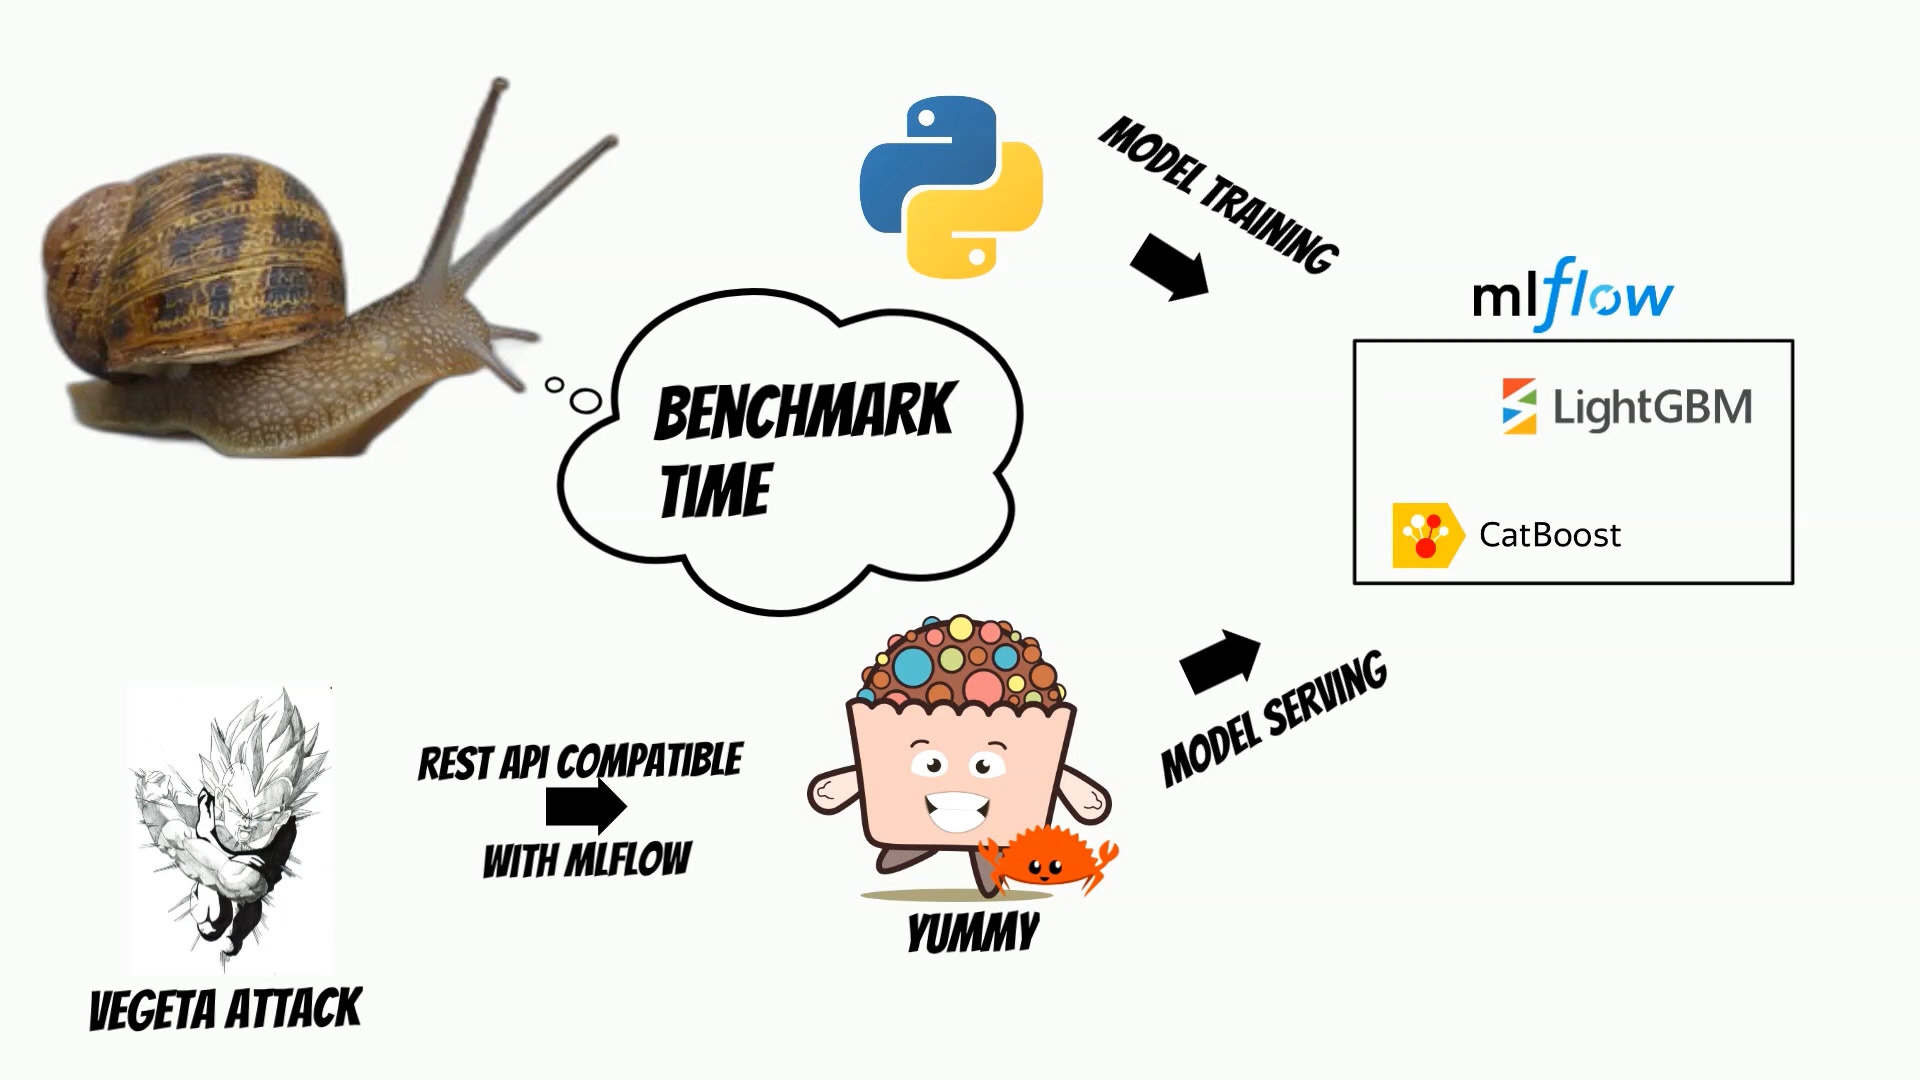 MODEL TRAINING
mlflow
BENCHMARK
TIME
LightGBM
CatBoost
MODEL SERVING
REST API COMPATIBLE
WITH MLFLOW
YUMMY
VEGETA ATTACK